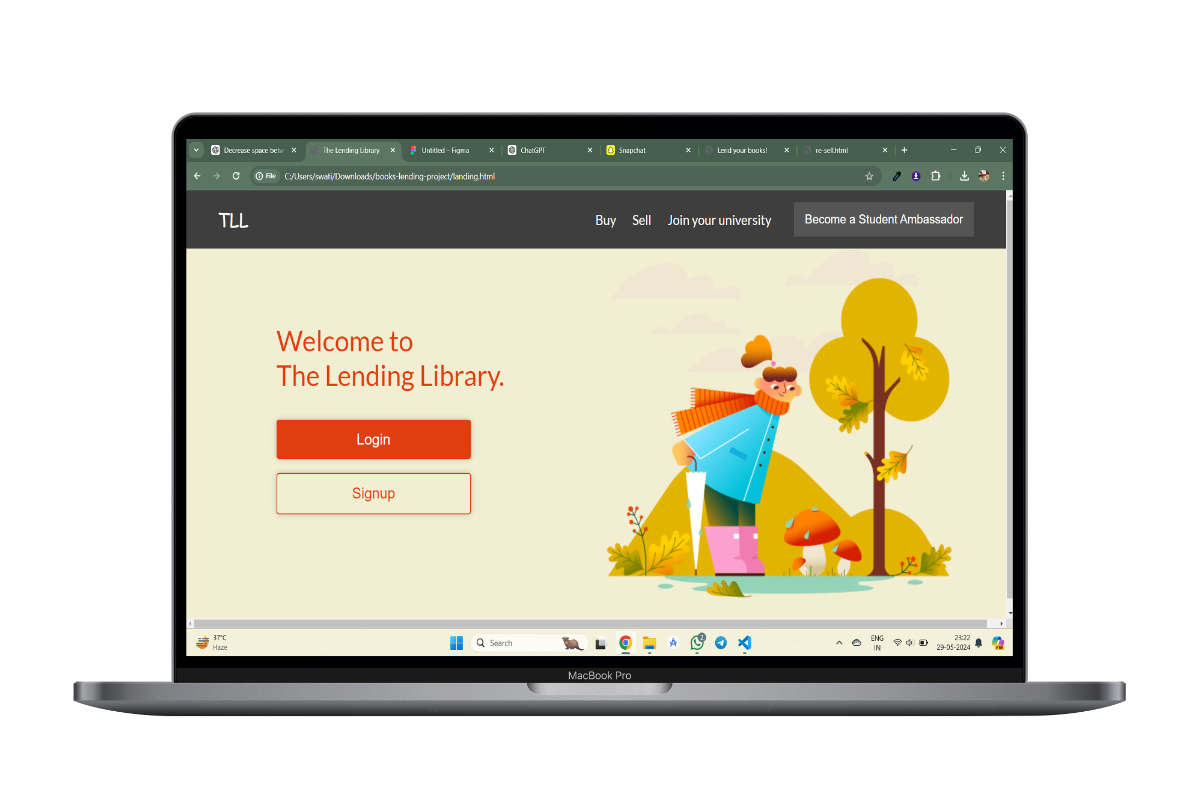 Decrease space betw
The Lending Library
Untitled – Figma
ChatGPT
Snapchat
Lend your books!
re-sell.html
File
C:/Users/swati/Downloads/books-lending-project/landing.html
TLL
Buy
Sell
Join your university
Become a Student Ambassador
Welcome to
The Lending Library.
Login
Signup
37°C
Haze
Search
2
ENG
IN
23:22
29-05-2024
MacBook Pro